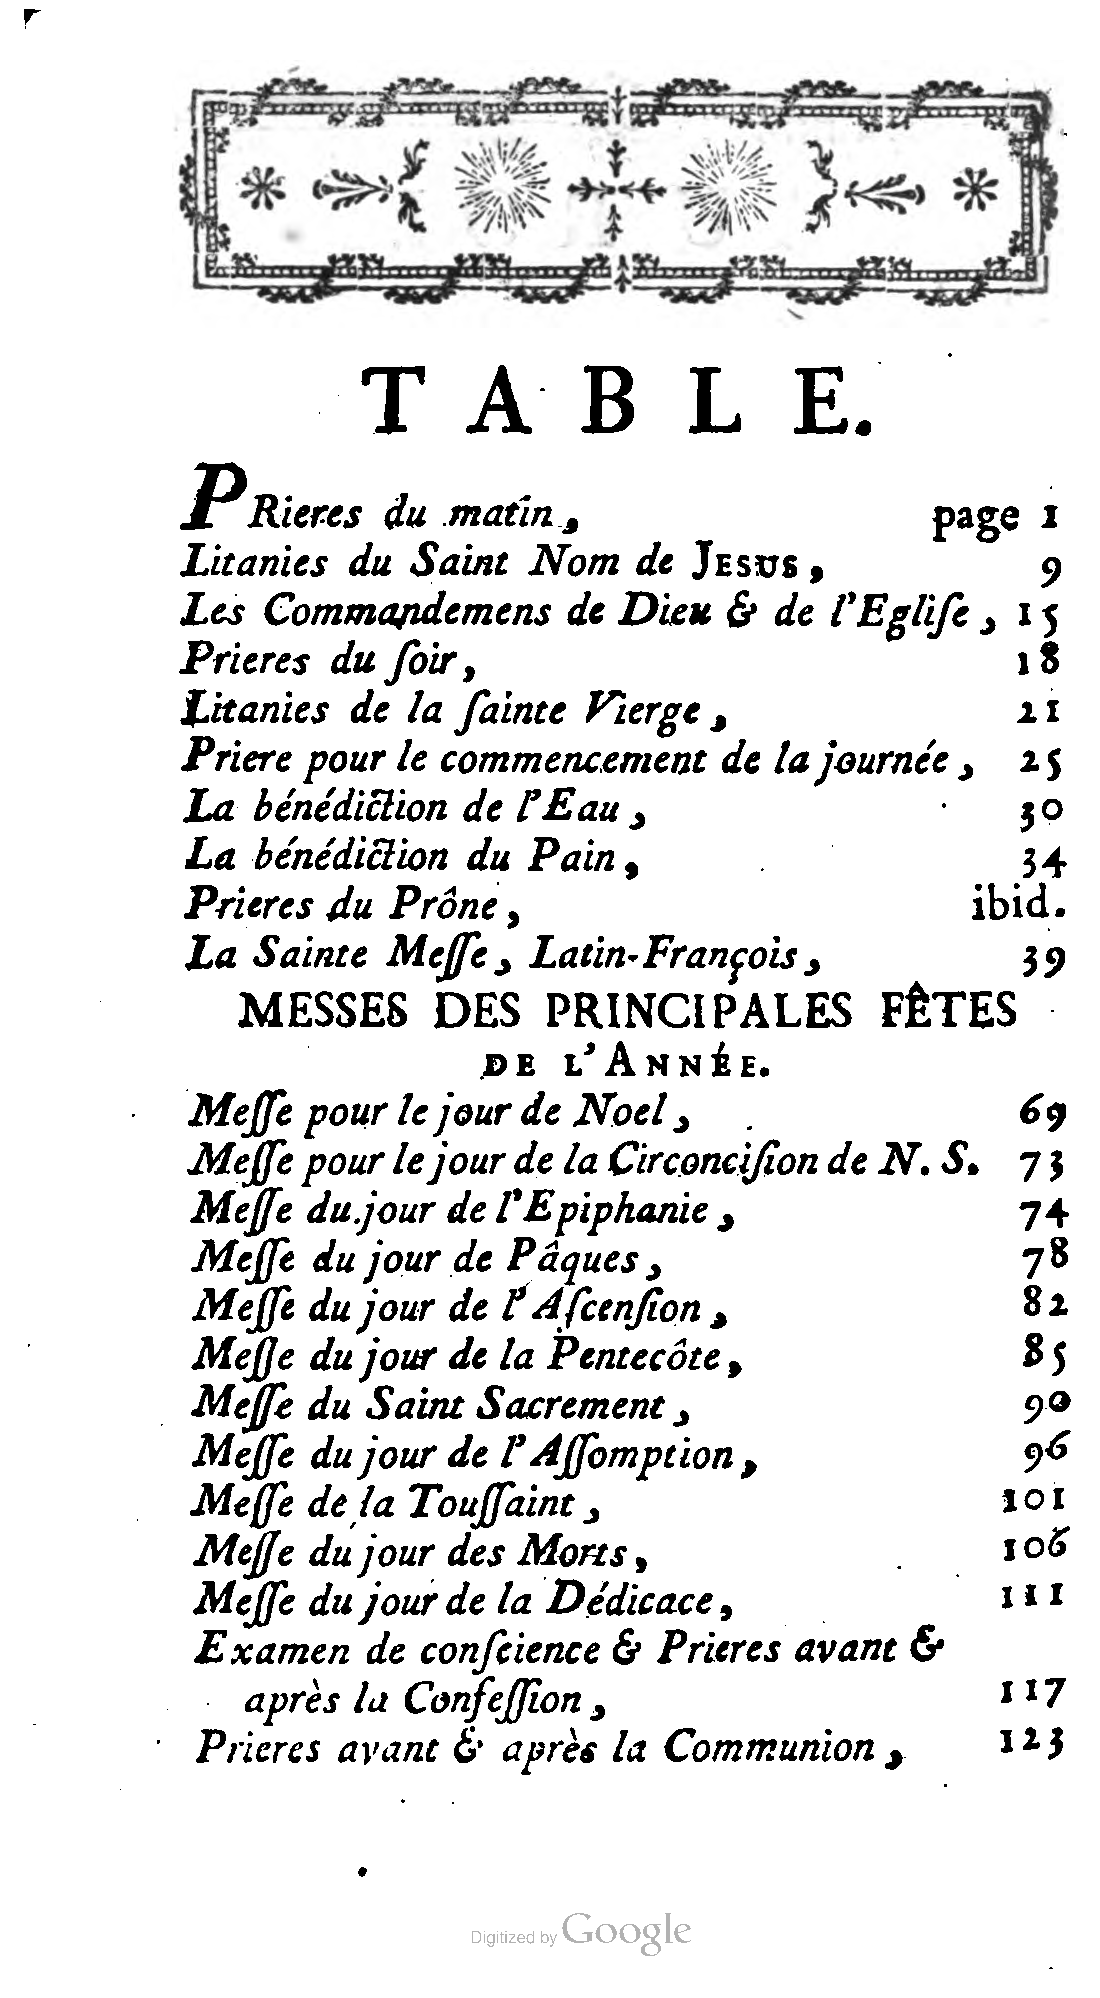 TABLE.
PRieres du matin, page 1
Litanies du Saint Nom de JESUS, 9
Les Commandemens de Dieu & de l'Egliſe, 15
Prieres du ſoir, 18
Litanies de la ſainte Vierge, 21
Priere pour le commencement de la journée, 25
La bénédiction de l'Eau, 30
La bénédiction du Pain, 34
Prieres du Prône, ibid.
La Sainte Meſſe, Latin-François, 39
MESSES DES PRINCIPALES FÊTES
DE L'ANNÉE.
Meſſe pour le jour de Noel, 69
Meſſe pour le jour de la Circonciſion de N. S. 73
Meſſe du jour de l'Epiphanie, 74
Meſſe du jour de Pâques, 78
Meſſe du jour de l'Aſcenſion, 82
Meſſe du jour de la Pentecôte, 85
Meſſe du Saint Sacrement, 90
Meſſe du jour de l'Aſſomption, 96
Meſſe de la Touſſaint, 101
Meſſe du jour des Morts, 106
Meſſe du jour de la Dédicace, 111
Examen de conſcience & Prieres avant &
après la Confeſſion, 117
Prieres avant & après la Communion, 123
Digitized by Google